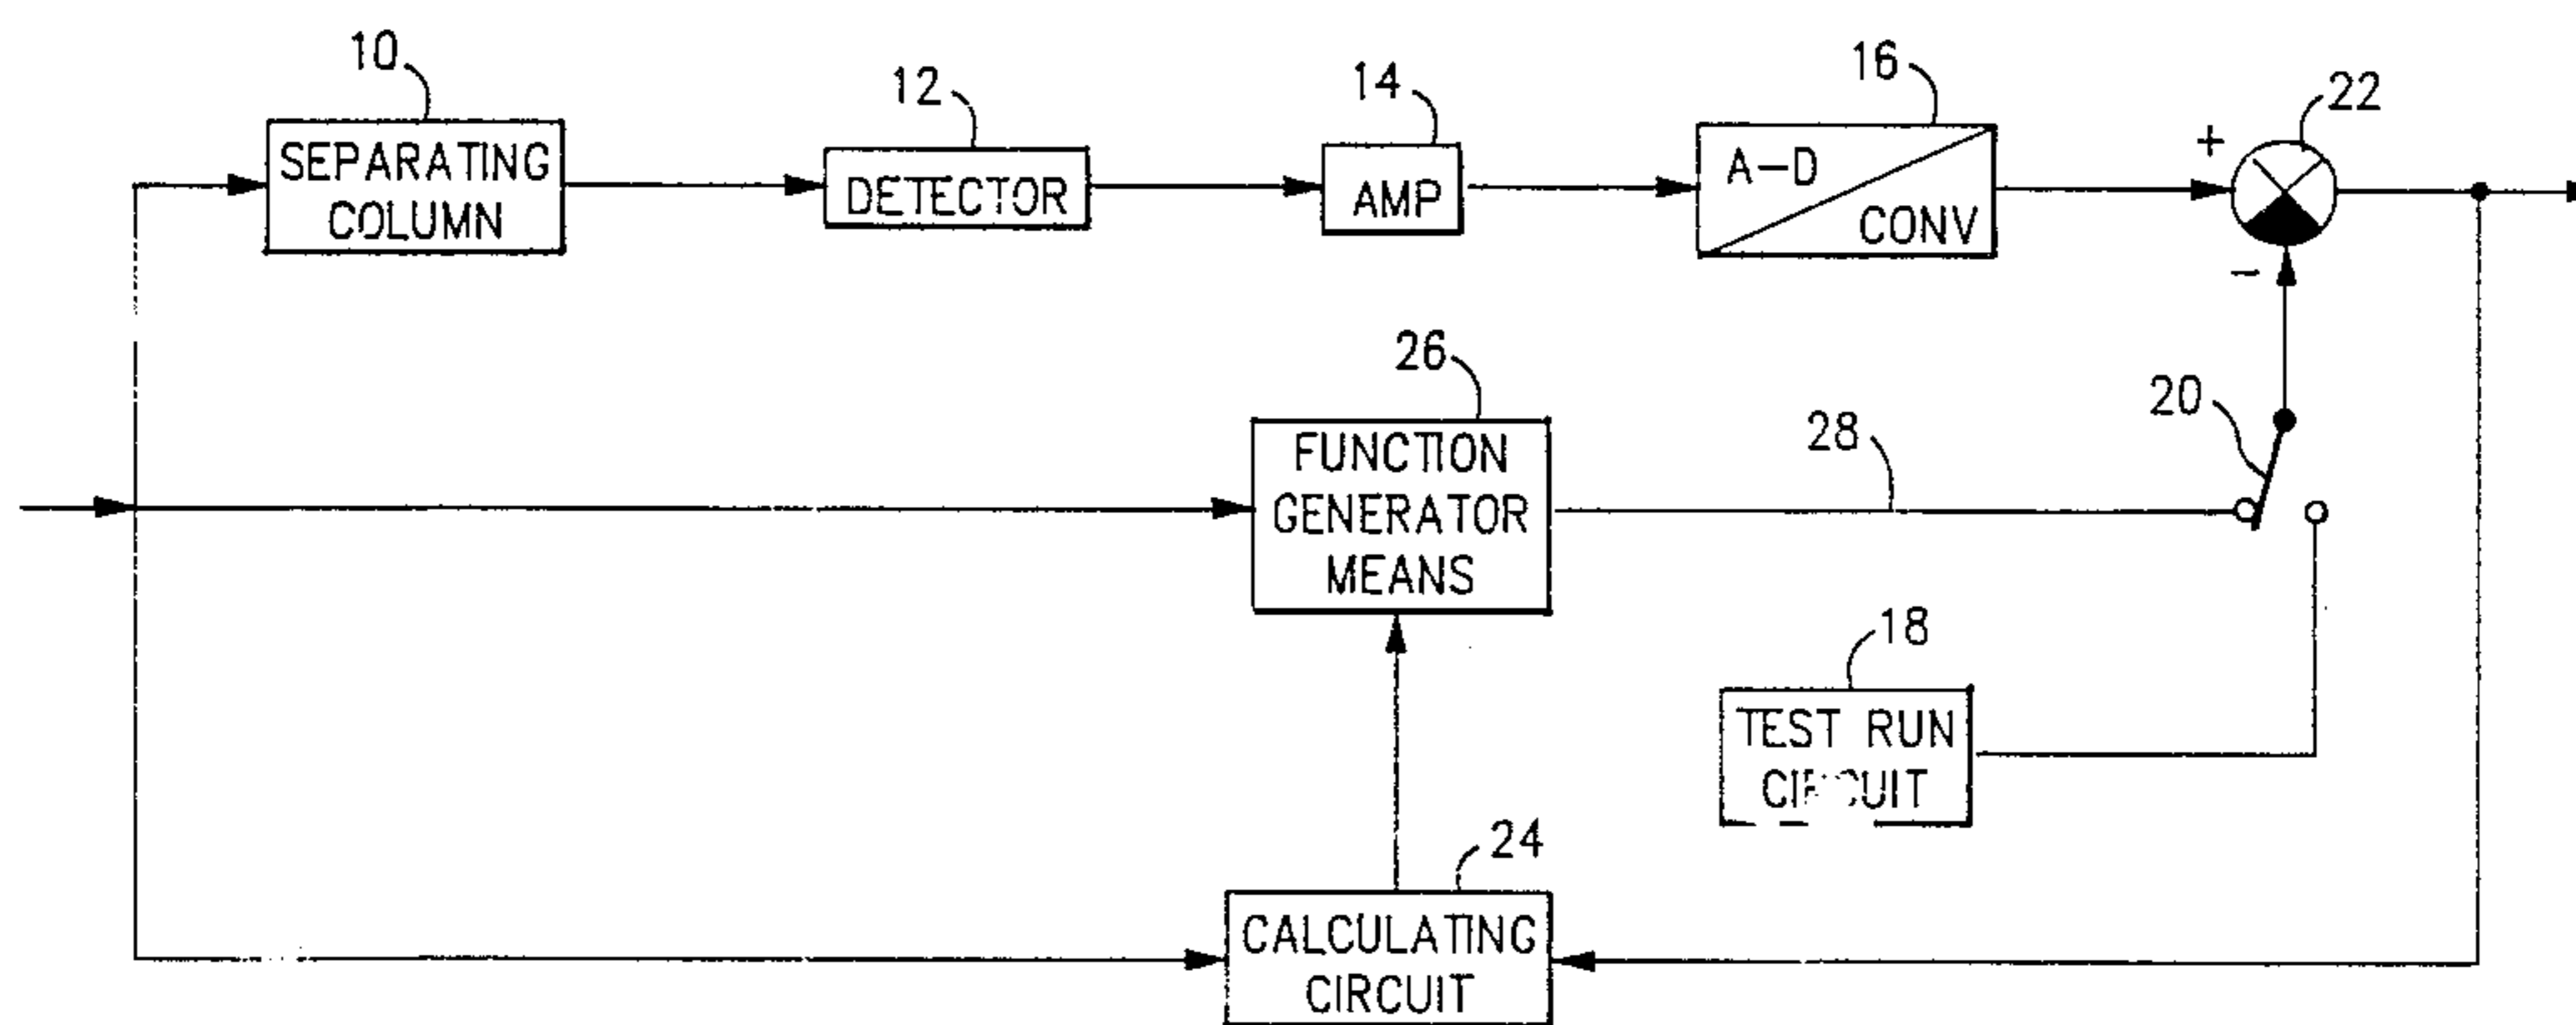 10
SEPARATING
COLUMN
12
DETECTOR
14
AMP
16
A-D
CONV
22
+
-
26
FUNCTION
GENERATOR
MEANS
28
20
18
TEST RUN
CIRCUIT
24
CALCULATING
CIRCUIT